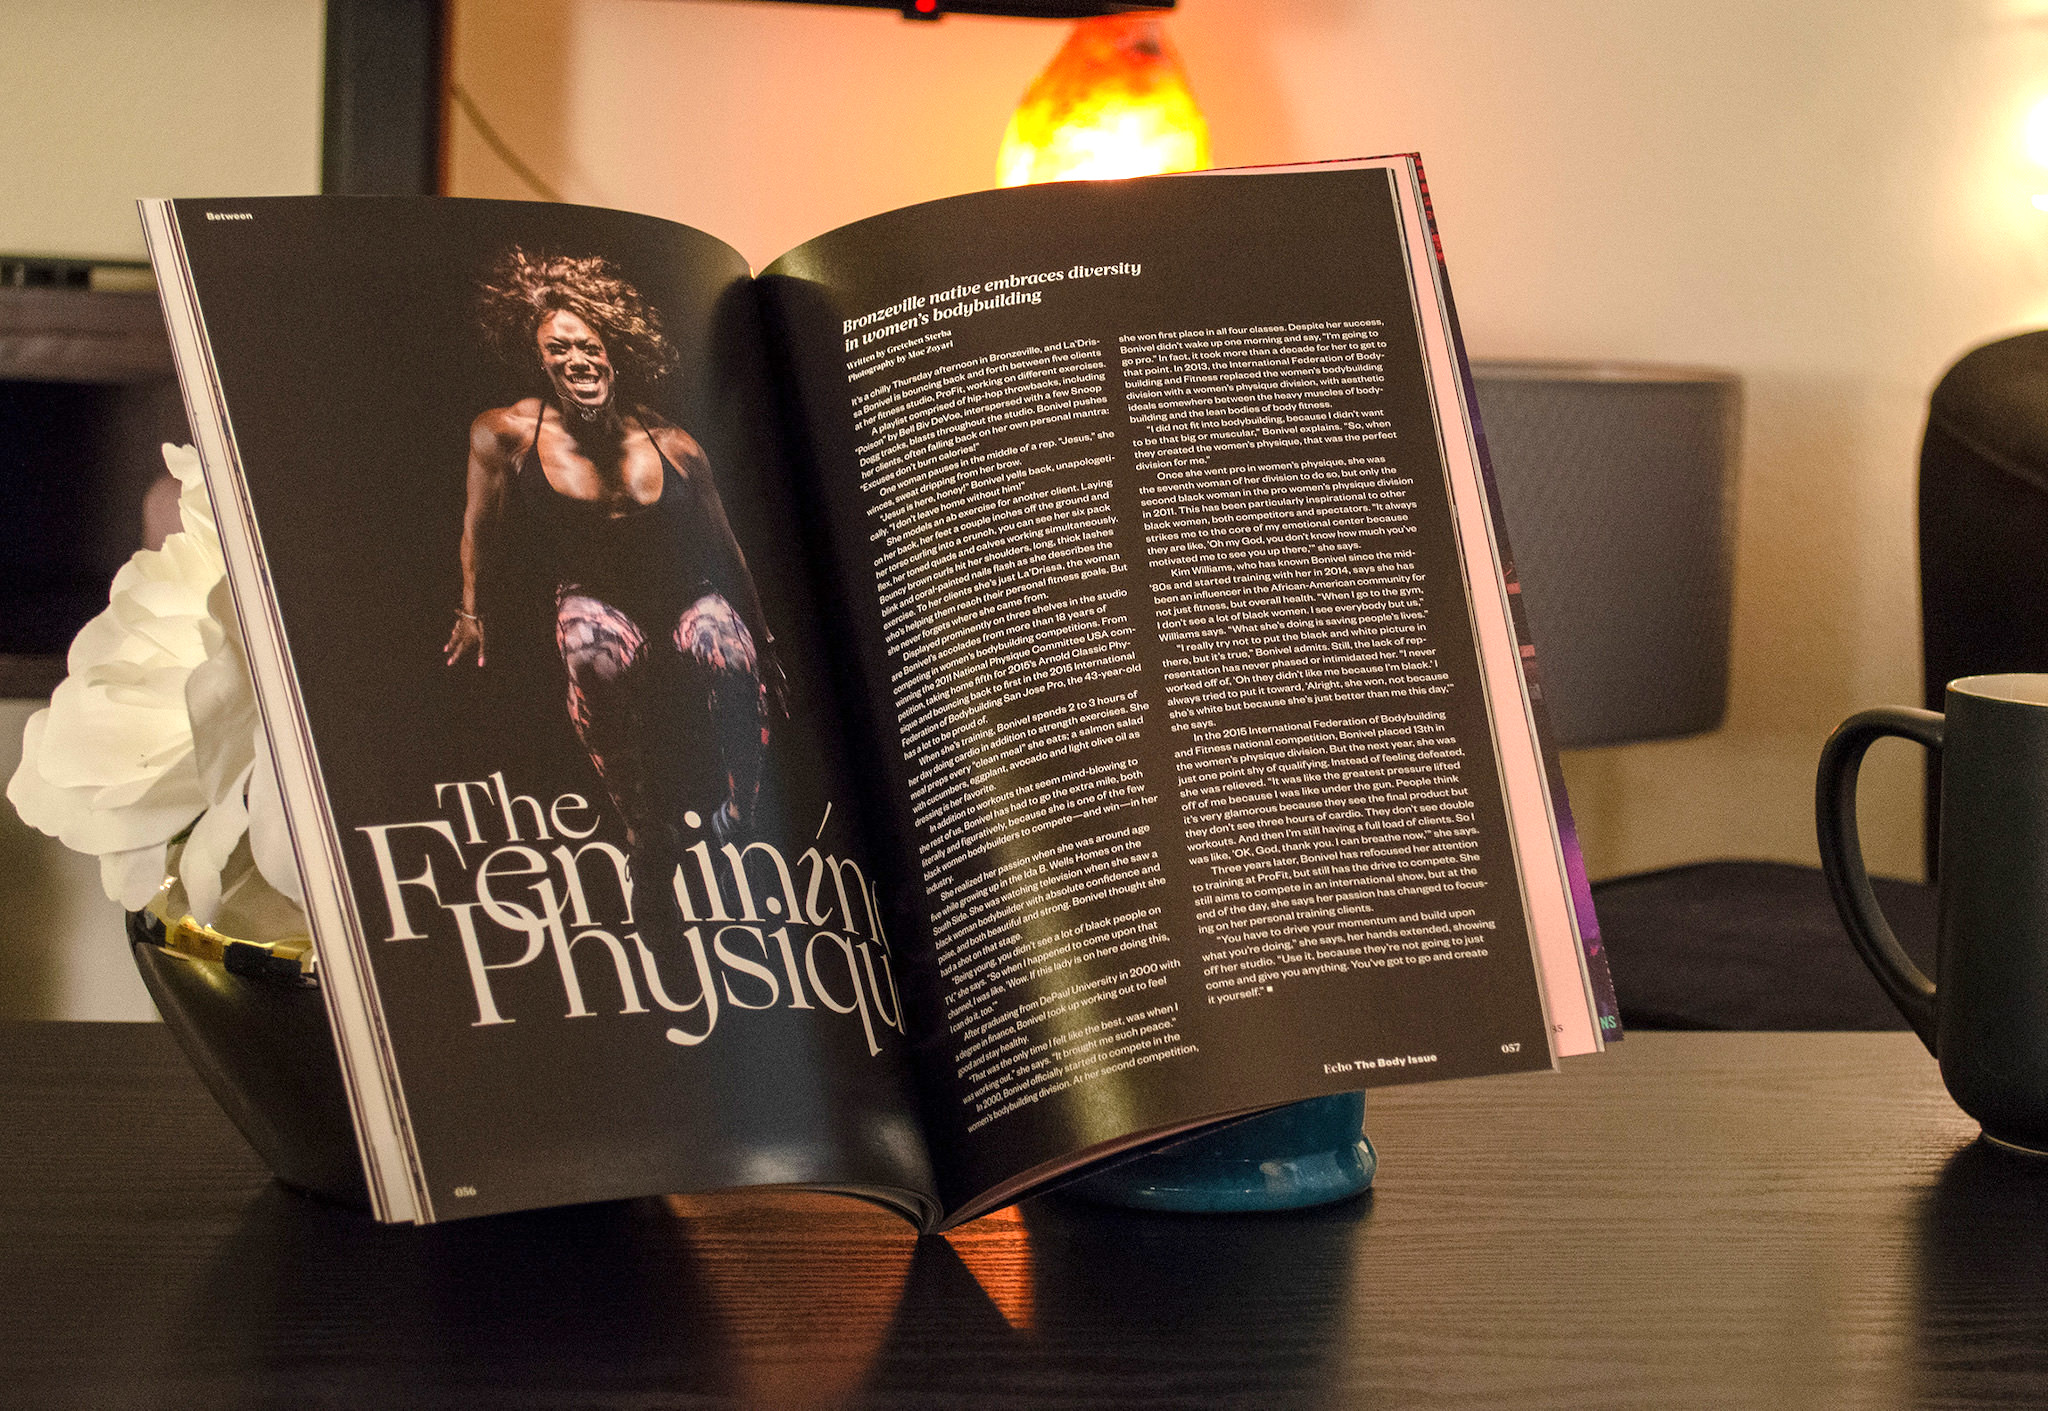 Between
The
Feminine
Physiqu
056
Bronzeville native embraces diversity
in women's bodybuilding
Written by Gretchen Sterba
Photography by Moe Zoyari
It's a chilly Thursday afternoon in Bronzeville, and La'Dris-
sa Bonivel is bouncing back and forth between five clients
at her fitness studio, ProFit, working on different exercises.
A playlist comprised of hip-hop throwbacks, including
"Poison" by Bell Biv DeVoe, interspersed with a few Snoop
Dogg tracks, blasts throughout the studio. Bonivel pushes
her clients, often falling back on her own personal mantra:
"Excuses don't burn calories!"
One woman pauses in the middle of a rep. "Jesus," she
winces, sweat dripping from her brow.
"Jesus is here, honey!" Bonivel yells back, unapologeti-
cally. "I don't leave home without him!"
She models an ab exercise for another client. Laying
on her back, her feet a couple inches off the ground and
her torso curling into a crunch, you can see her six pack
flex, her toned quads and calves working simultaneously.
Bouncy brown curls hit her shoulders, long, thick lashes
blink and coral-painted nails flash as she describes the
exercise. To her clients she's just La'Drissa, the woman
who's helping them reach their personal fitness goals. But
she never forgets where she came from.
Displayed prominently on three shelves in the studio
are Bonivel's accolades from more than 18 years of
competing in women's bodybuilding competitions. From
winning the 2011 National Physique Committee USA com-
petition, taking home fifth for 2015's Arnold Classic Phy-
sique and bouncing back to first in the 2015 International
Federation of Bodybuilding San Jose Pro, the 43-year-old
has a lot to be proud of.
When she's training, Bonivel spends 2 to 3 hours of
her day doing cardio in addition to strength exercises. She
meal preps every "clean meal" she eats; a salmon salad
with cucumbers, eggplant, avocado and light olive oil as
dressing is her favorite.
In addition to workouts that seem mind-blowing to
the rest of us, Bonivel has had to go the extra mile, both
literally and figuratively, because she is one of the few
black women bodybuilders to compete—and win—in her
industry.
She realized her passion when she was around age
five while growing up in the Ida B. Wells Homes on the
South Side. She was watching television when she saw a
black woman bodybuilder with absolute confidence and
poise, and both beautiful and strong. Bonivel thought she
had a shot on that stage.
"Being young, you didn't see a lot of black people on
TV," she says. "So when I happened to come upon that
channel, I was like, 'Wow. If this lady is on here doing this,
I can do it, too.'"
After graduating from DePaul University in 2000 with
a degree in finance, Bonivel took up working out to feel
good and stay healthy.
"That was the only time I felt like the best, was when I
was working out," she says. "It brought me such peace."
In 2000, Bonivel officially started to compete in the
women's bodybuilding division. At her second competition,
she won first place in all four classes. Despite her success,
Bonivel didn't wake up one morning and say, "I'm going to
go pro." In fact, it took more than a decade for her to get to
that point. In 2013, the International Federation of Body-
building and Fitness replaced the women's bodybuilding
division with a women's physique division, with aesthetic
ideals somewhere between the heavy muscles of body-
building and the lean bodies of body fitness.
"I did not fit into bodybuilding, because I didn't want
to be that big or muscular," Bonivel explains. "So, when
they created the women's physique, that was the perfect
division for me."
Once she went pro in women's physique, she was
the seventh woman of her division to do so, but only the
second black woman in the pro women's physique division
in 2011. This has been particularly inspirational to other
black women, both competitors and spectators. "It always
strikes me to the core of my emotional center because
they are like, 'Oh my God, you don't know how much you've
motivated me to see you up there,'" she says.
Kim Williams, who has known Bonivel since the mid-
'80s and started training with her in 2014, says she has
been an influencer in the African-American community for
not just fitness, but overall health. "When I go to the gym,
I don't see a lot of black women. I see everybody but us,"
Williams says. "What she's doing is saving people's lives."
"I really try not to put the black and white picture in
there, but it's true," Bonivel admits. Still, the lack of rep-
resentation has never phased or intimidated her. "I never
worked off of, 'Oh they didn't like me because I'm black.' I
always tried to put it toward, 'Alright, she won, not because
she's white but because she's just better than me this day,'"
she says.
In the 2015 International Federation of Bodybuilding
and Fitness national competition, Bonivel placed 13th in
the women's physique division. But the next year, she was
just one point shy of qualifying. Instead of feeling defeated,
she was relieved. "It was like the greatest pressure lifted
off of me because I was like under the gun. People think
it's very glamorous because they see the final product but
they don't see three hours of cardio. They don't see double
workouts. And then I'm still having a full load of clients. So I
was like, 'OK, God, thank you. I can breathe now,'" she says.
Three years later, Bonivel has refocused her attention
to training at ProFit, but still has the drive to compete. She
still aims to compete in an international show, but at the
end of the day, she says her passion has changed to focus-
ing on her personal training clients.
"You have to drive your momentum and build upon
what you're doing," she says, her hands extended, showing
off her studio. "Use it, because they're not going to just
come and give you anything. You've got to go and create
it yourself." ■
Echo The Body Issue
057
NS